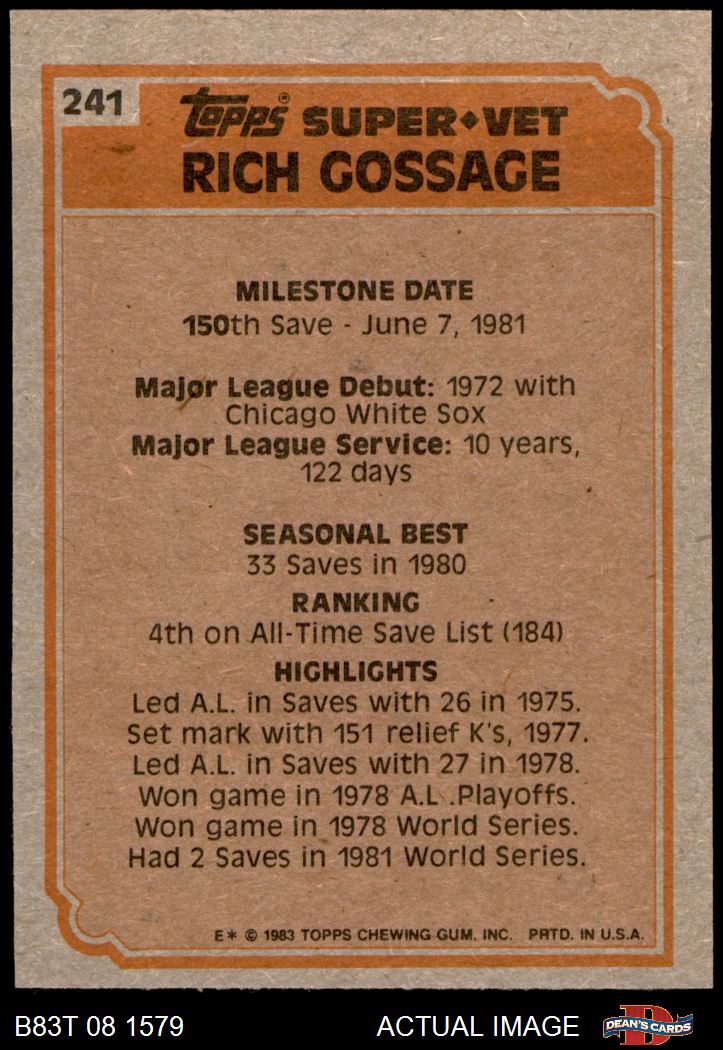 241
Topps® SUPER◆VET
RICH GOSSAGE
MILESTONE DATE
150th Save - June 7, 1981
Major League Debut: 1972 with
Chicago White Sox
Major League Service: 10 years,
122 days
SEASONAL BEST
33 Saves in 1980
RANKING
4th on All-Time Save List (184)
HIGHLIGHTS
Led A.L. in Saves with 26 in 1975.
Set mark with 151 relief K's, 1977.
Led A.L. in Saves with 27 in 1978.
Won game in 1978 A.L .Playoffs.
Won game in 1978 World Series.
Had 2 Saves in 1981 World Series.
E* © 1983 TOPPS CHEWING GUM, INC. PRTD. IN U.S.A.
B83T 08 1579 ACTUAL IMAGE
D
DEAN'S CARDS